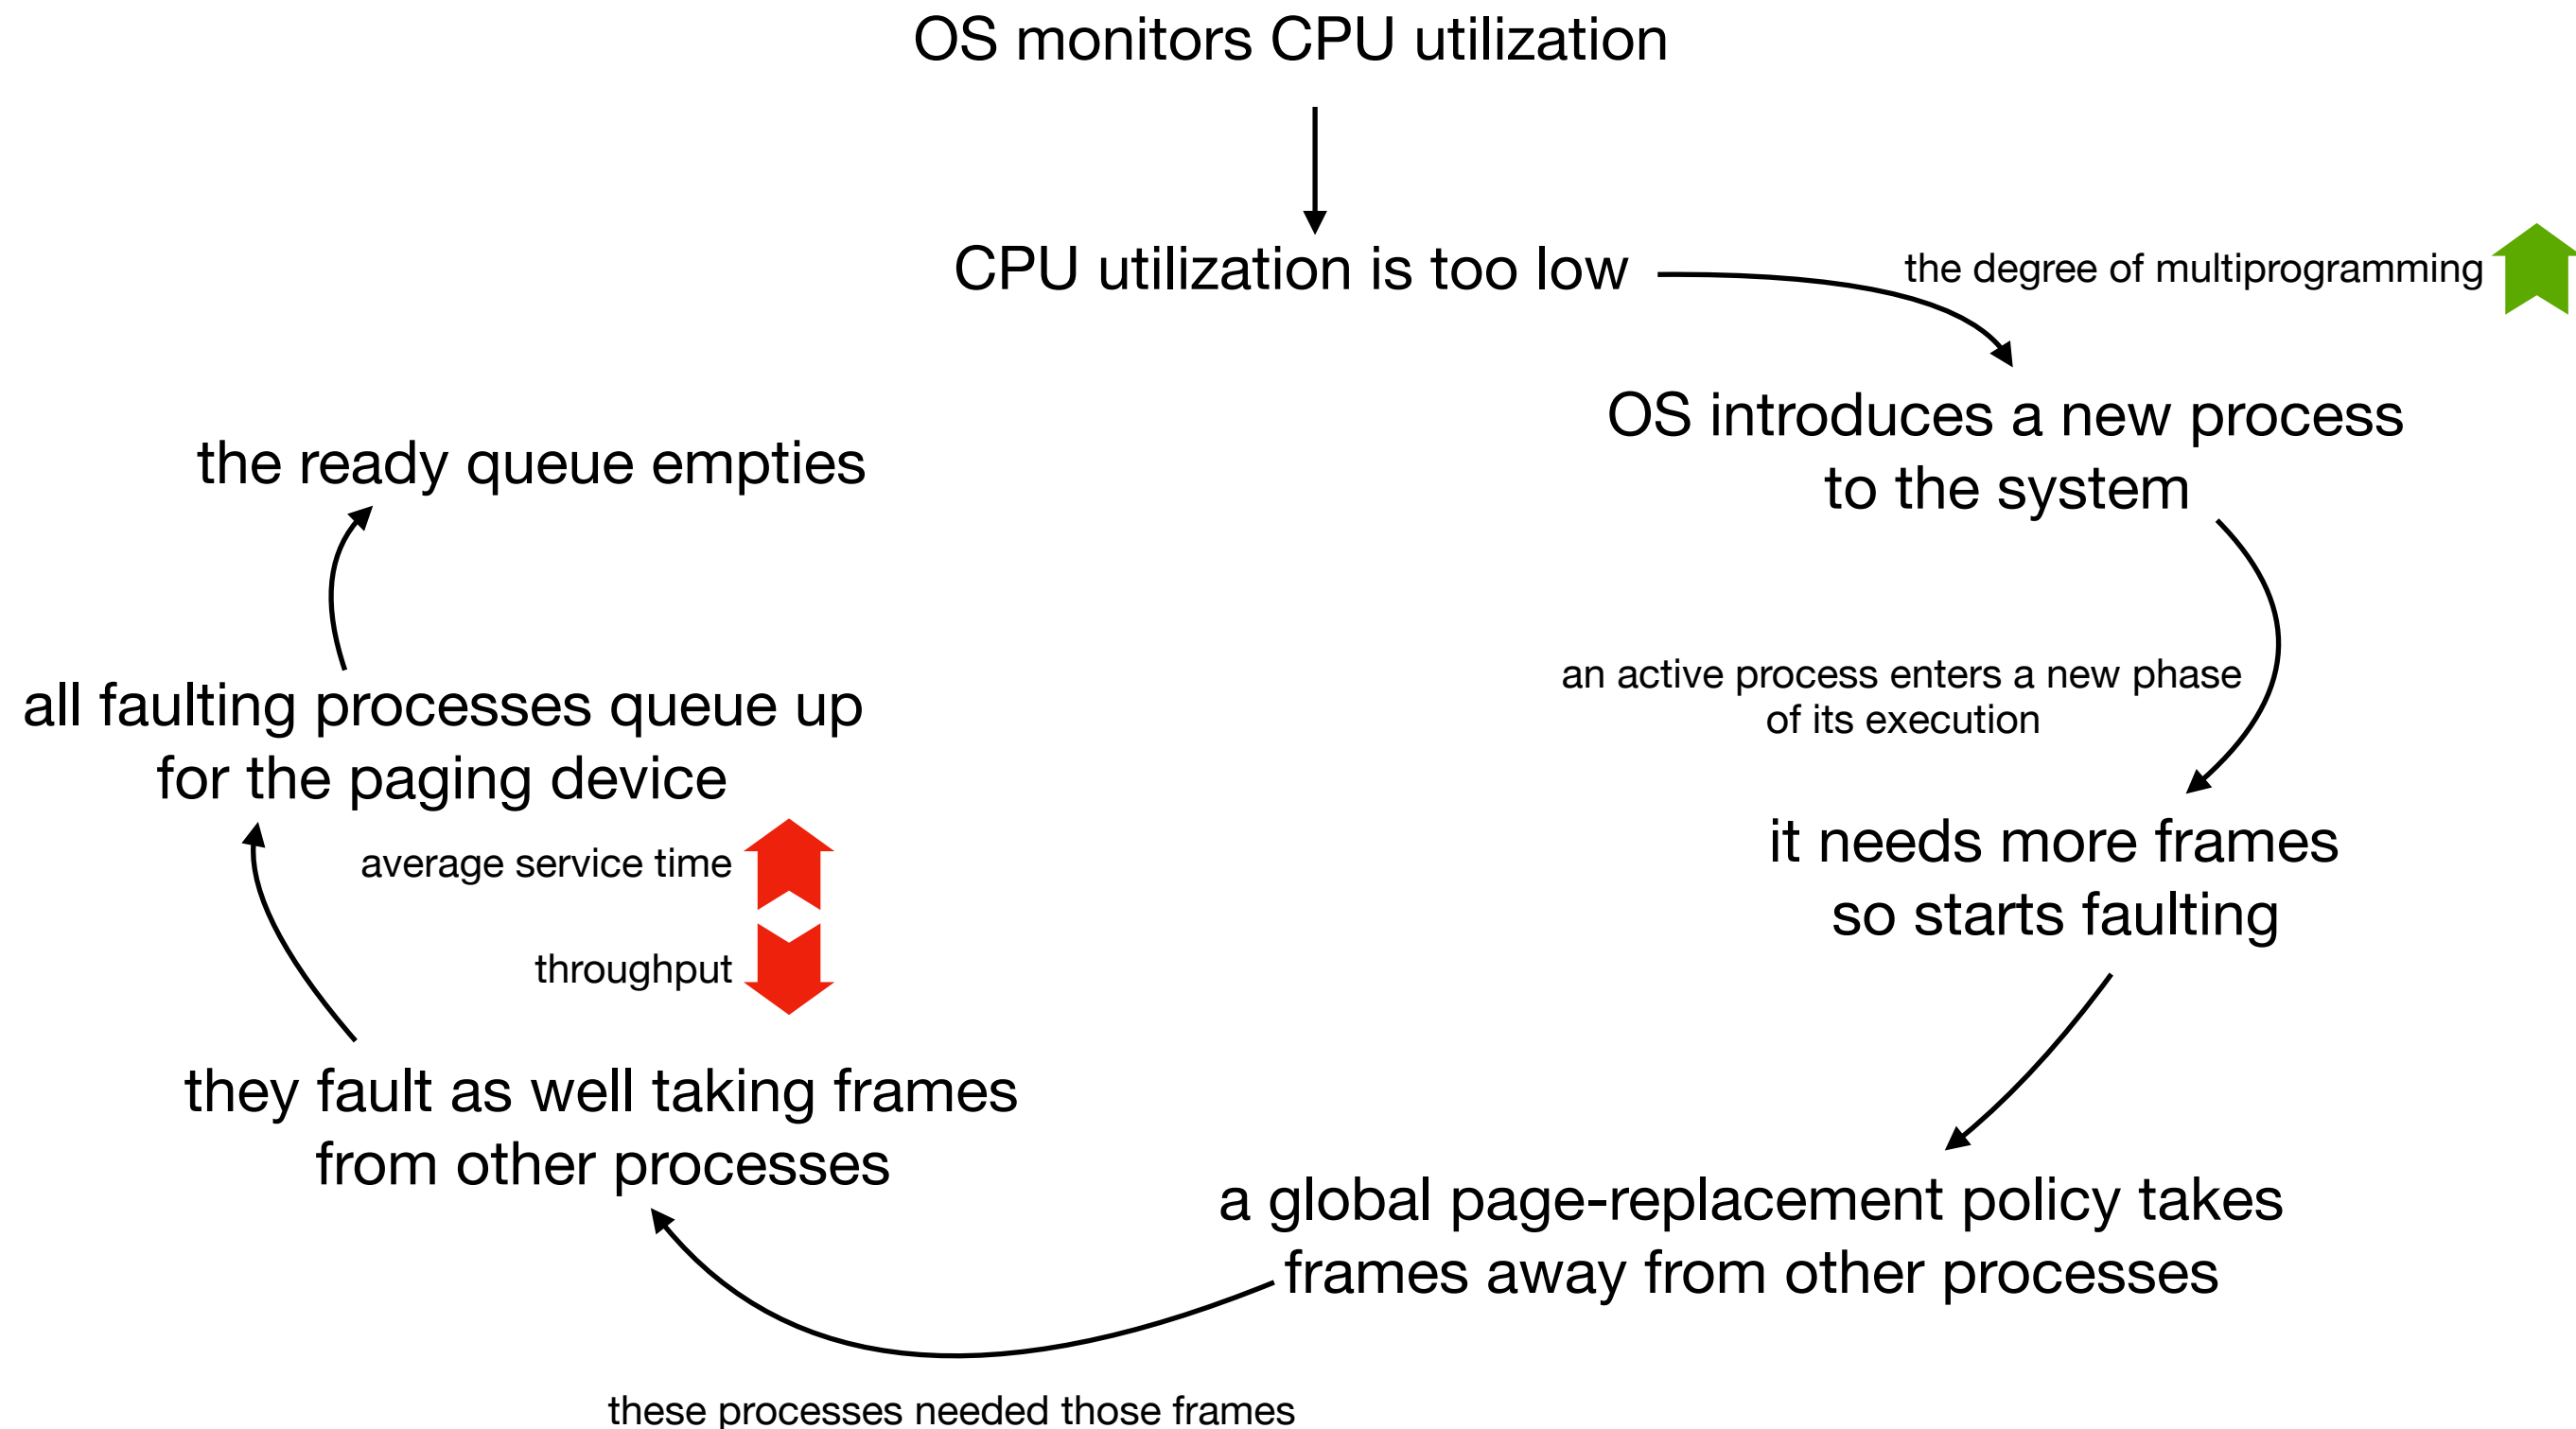 OS monitors CPU utilization
CPU utilization is too low
the degree of multiprogramming
OS introduces a new process
to the system
an active process enters a new phase
of its execution
it needs more frames
so starts faulting
a global page-replacement policy takes
frames away from other processes
these processes needed those frames
they fault as well taking frames
from other processes
average service time
throughput
all faulting processes queue up
for the paging device
the ready queue empties